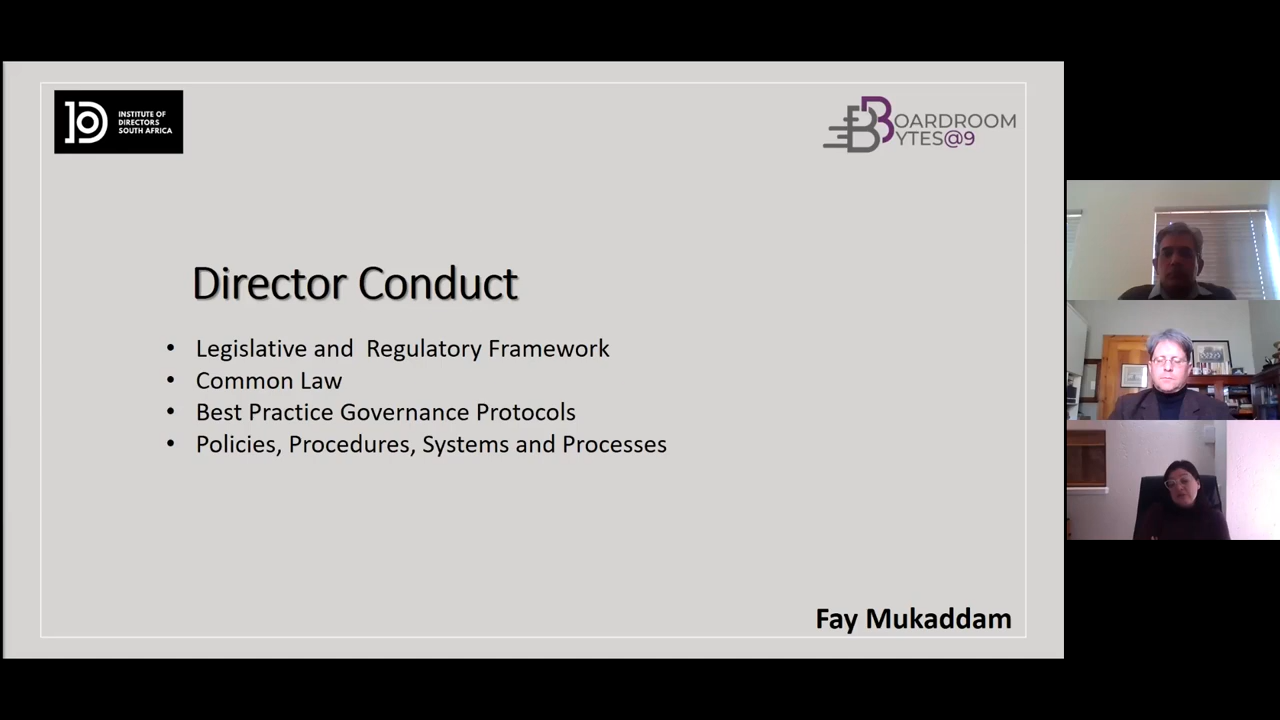 INSTITUTE OF
DIRECTORS
SOUTH AFRICA
BOARDROOM
BYTES@9
Director Conduct
• Legislative and  Regulatory Framework
• Common Law
• Best Practice Governance Protocols
• Policies, Procedures, Systems and Processes
Fay Mukaddam